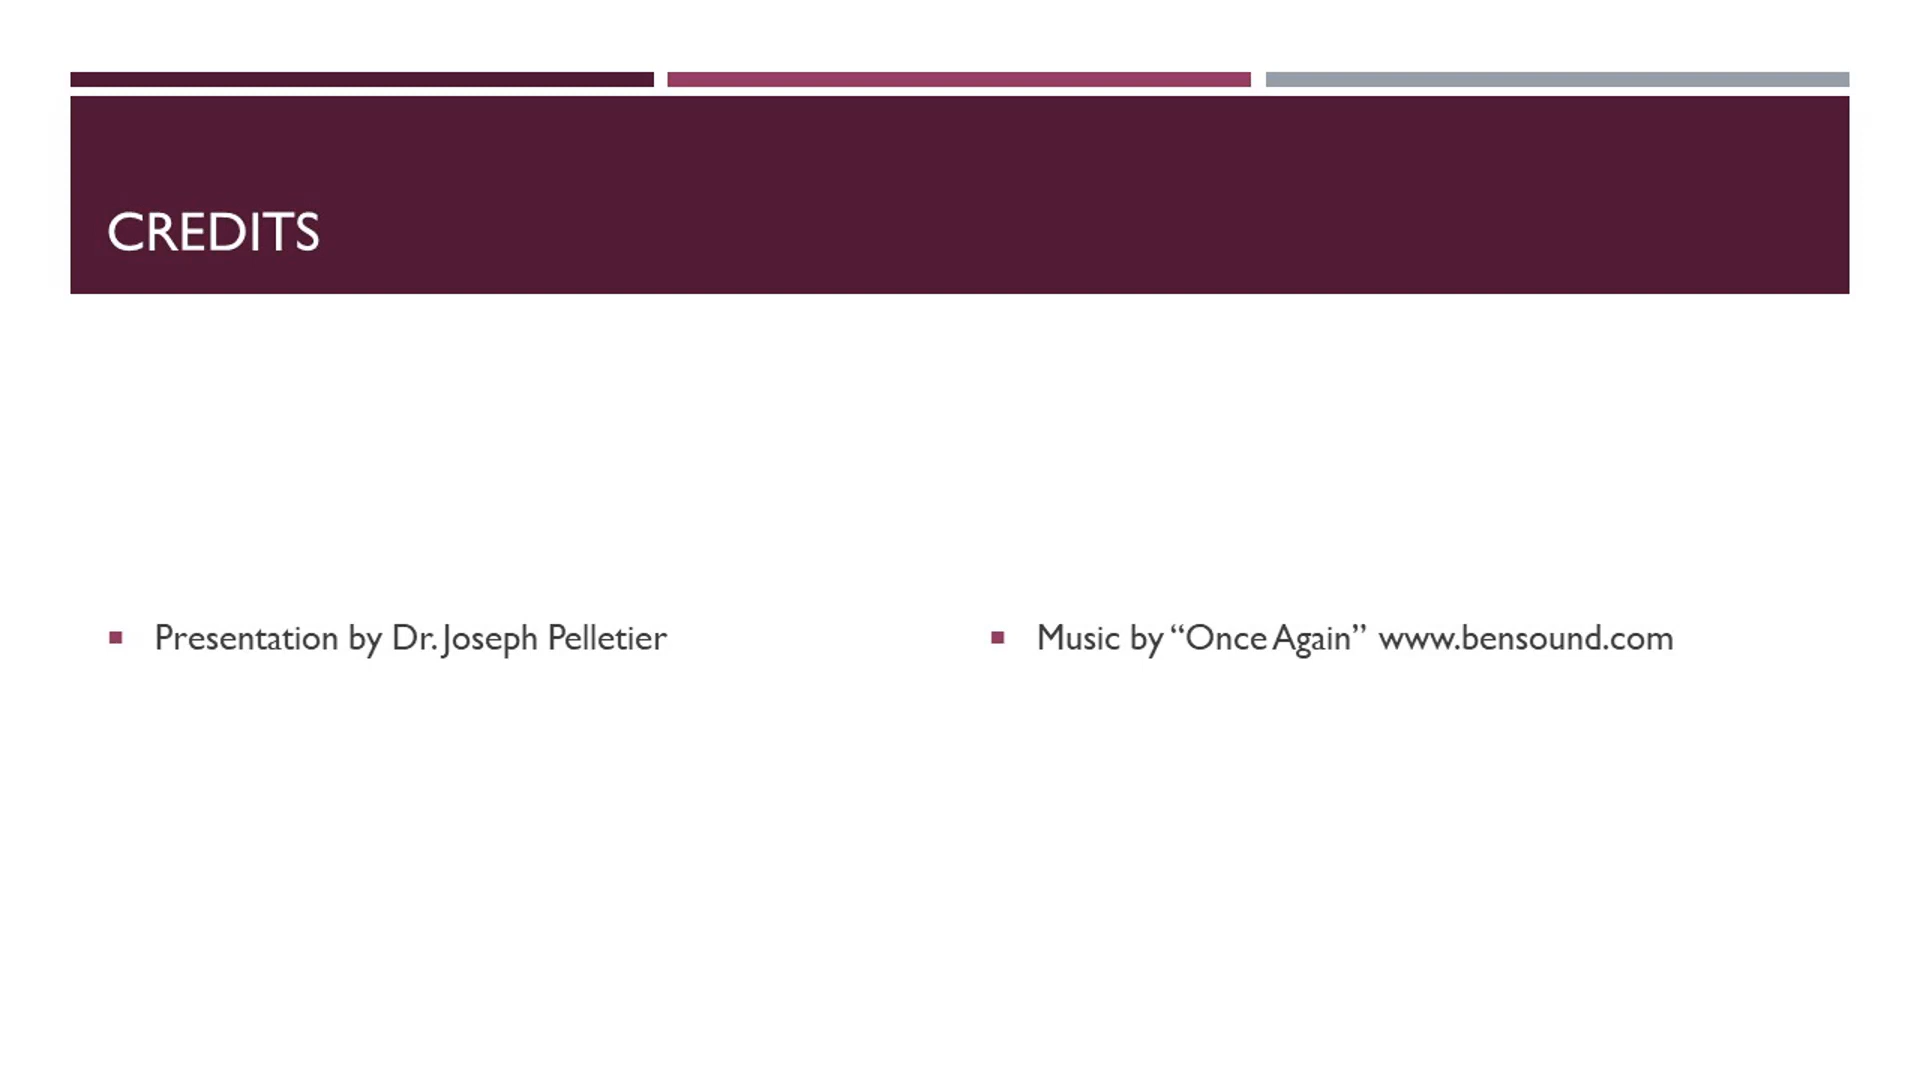 CREDITS
Presentation by Dr. Joseph Pelletier
Music by “Once Again” www.bensound.com